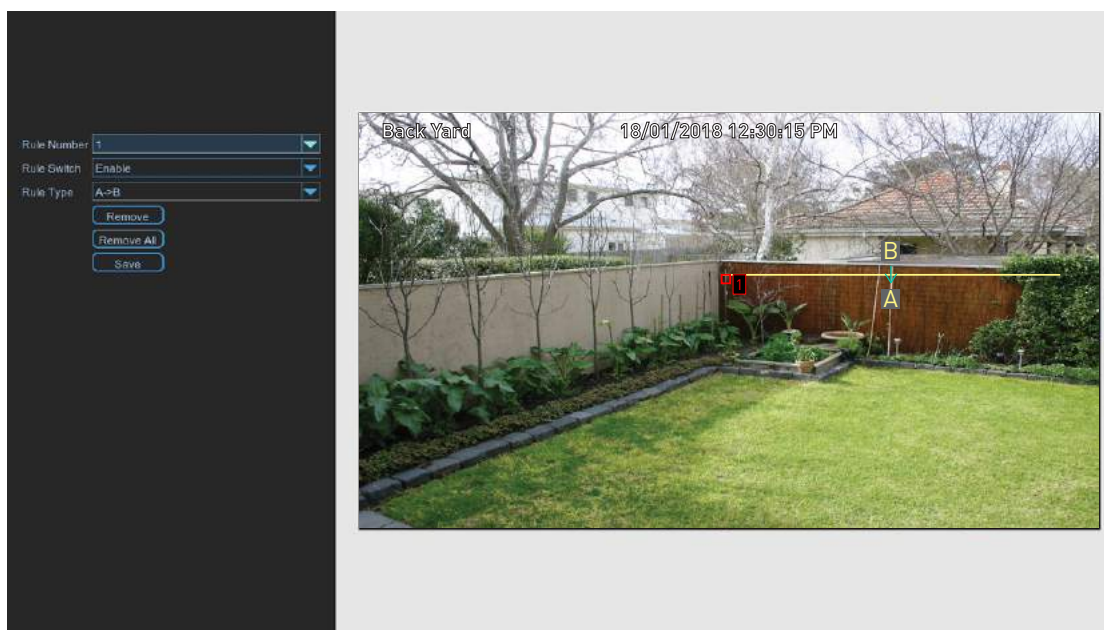 Rule Number 1
Rule Switch Enable
Rule Type A->B
Remove
Remove All
Save
Back Yard 18/01/2018 12:30:15 PM
B
1
A